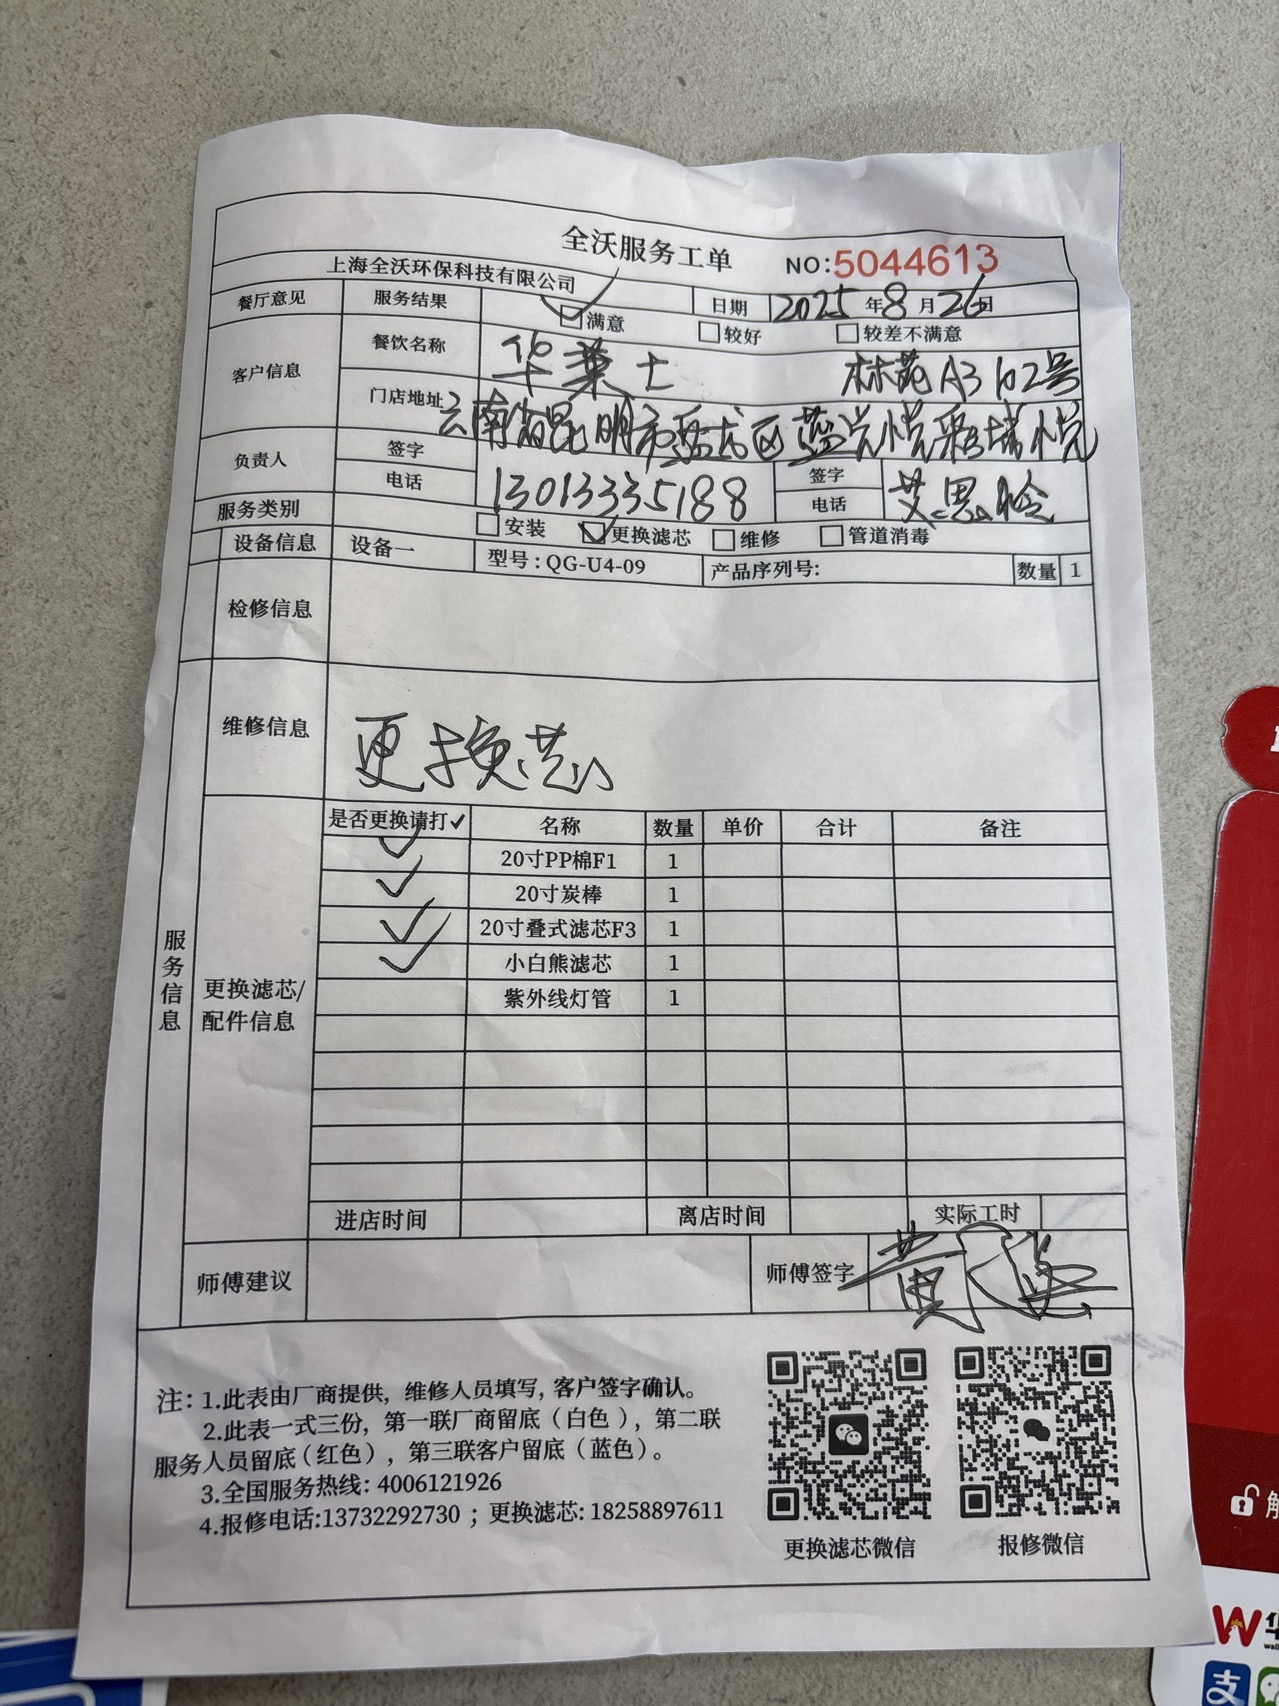 全沃服务工单 NO:5044613
上海全沃环保科技有限公司 日期 2025年8月26日
餐厅意见 服务结果 满意 较好 较差不满意
客户信息 餐饮名称 华莱士 林苑A3 102号
门店地址 云南省昆明市盘龙区蓝光悦彩城悦
负责人 签字 签字
电话 13013335188 电话 艾思晗
服务类别 安装 更换滤芯 维修 管道消毒
设备信息 设备一 型号:QG-U4-09 产品序列号: 数量 1
检修信息
维修信息 更换芯
服务信息
更换滤芯/
配件信息
是否更换请打✓ 名称 数量 单价 合计 备注
✓ 20寸PP棉F1 1
✓ 20寸炭棒 1
✓ 20寸叠式滤芯F3 1
✓ 小白熊滤芯 1
紫外线灯管 1
进店时间 离店时间 实际工时
师傅建议 师傅签字 黄
注: 1.此表由厂商提供, 维修人员填写, 客户签字确认。
2.此表一式三份, 第一联厂商留底(白色), 第二联
服务人员留底(红色), 第三联客户留底(蓝色)。
3.全国服务热线: 4006121926
4.报修电话:13732292730 ; 更换滤芯: 18258897611
更换滤芯微信 报修微信
支